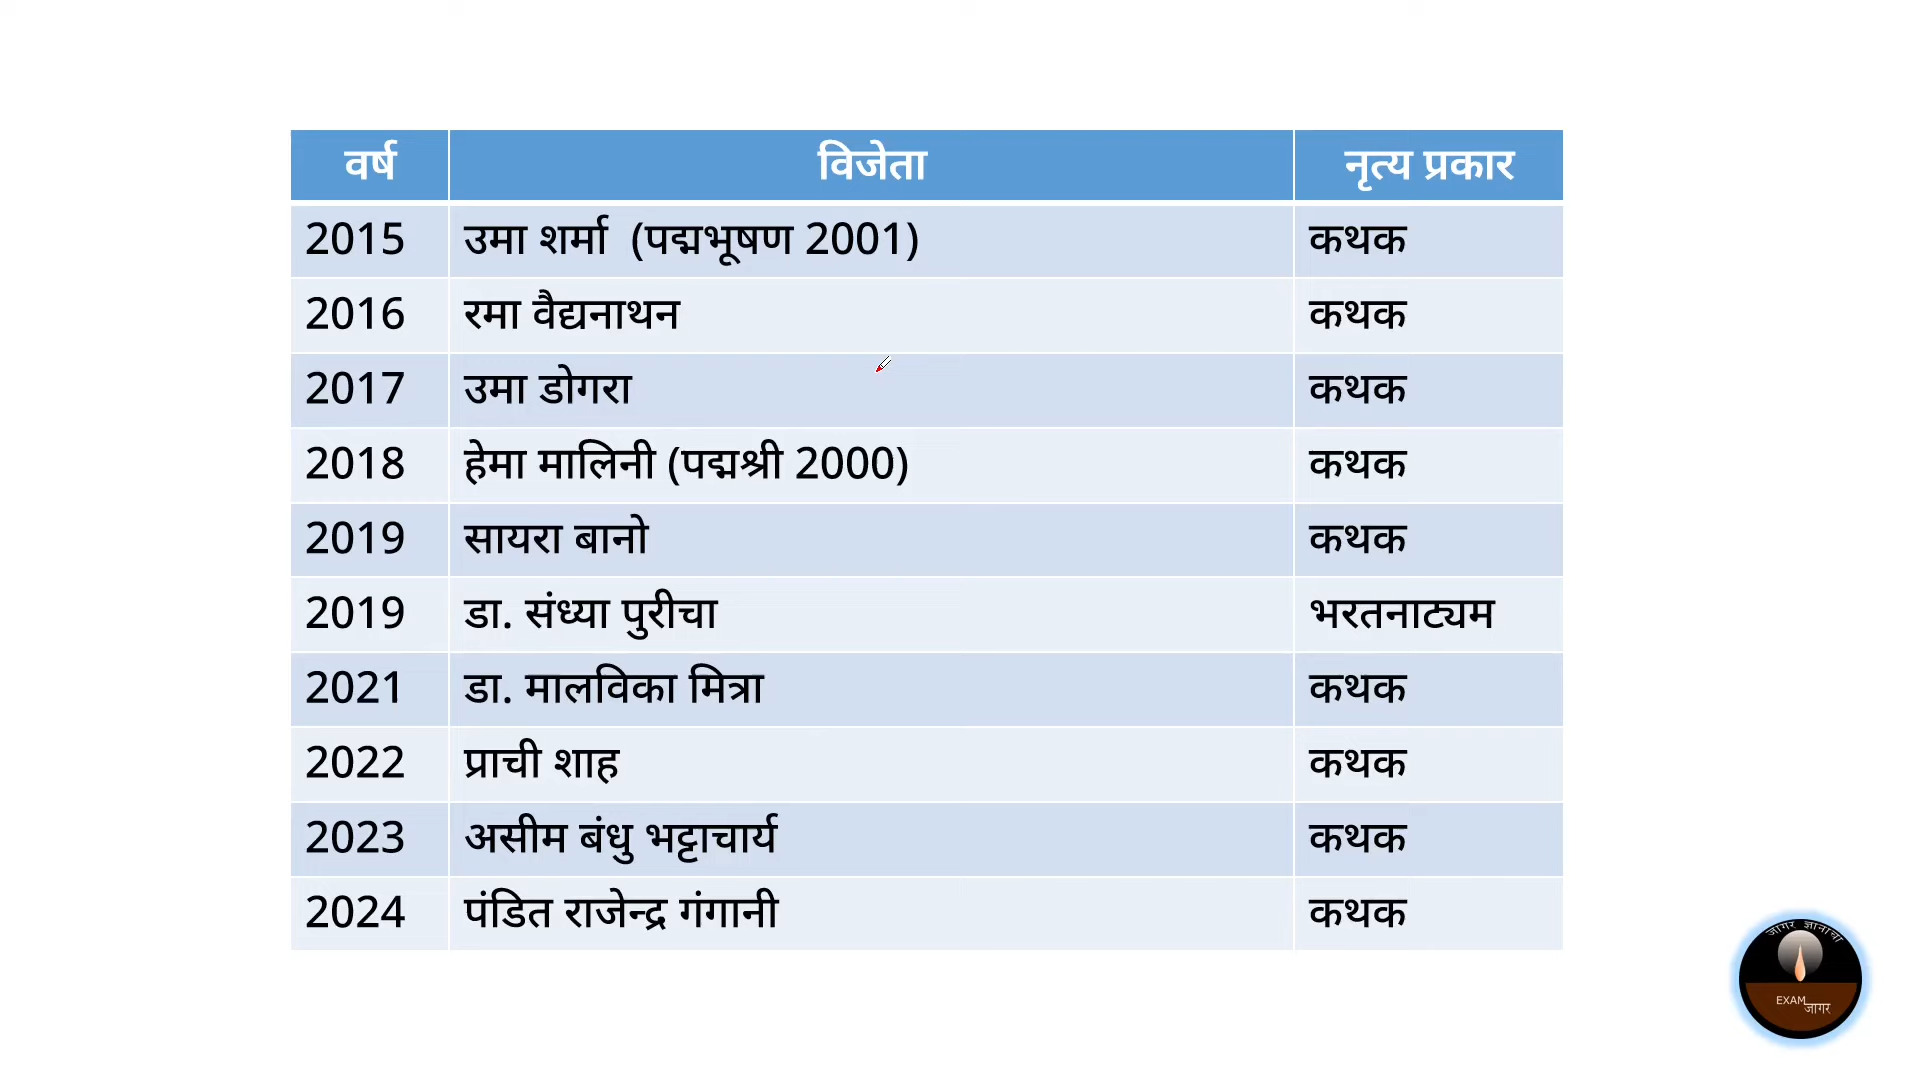 वर्ष विजेता नृत्य प्रकार
2015 उमा शर्मा (पद्मभूषण 2001) कथक
2016 रमा वैद्यनाथन कथक
2017 उमा डोगरा कथक
2018 हेमा मालिनी (पद्मश्री 2000) कथक
2019 सायरा बानो कथक
2019 डा. संध्या पुरीचा भरतनाट्यम
2021 डा. मालविका मित्रा कथक
2022 प्राची शाह कथक
2023 असीम बंधु भट्टाचार्य कथक
2024 पंडित राजेन्द्र गंगानी कथक
जागर ज्ञानाचा
EXAM जागर